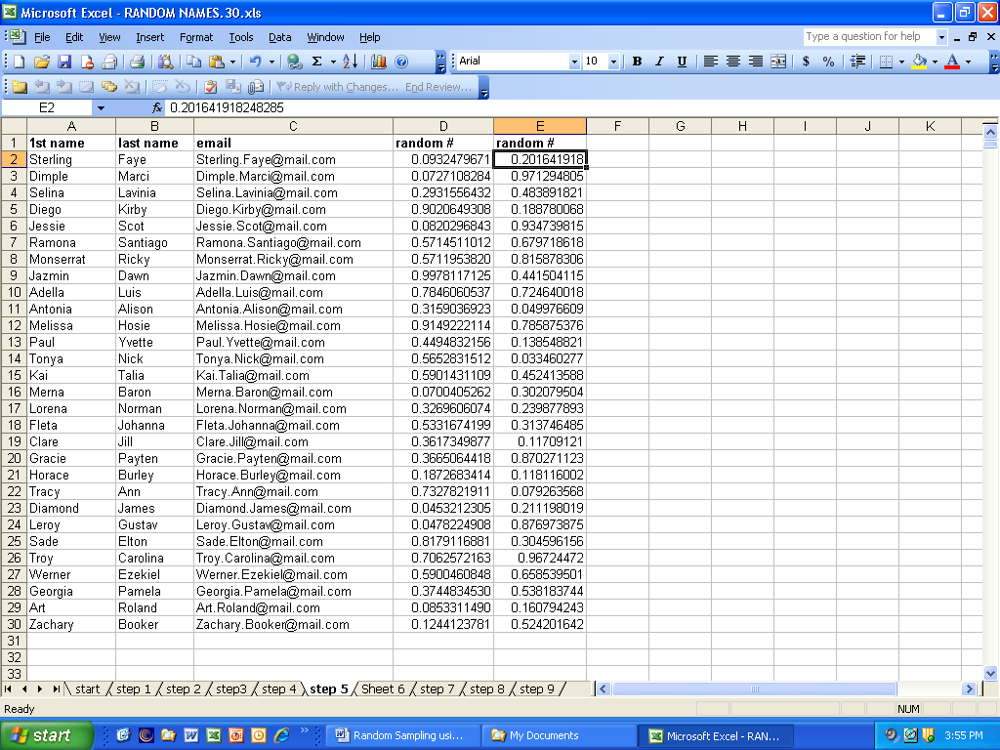 Microsoft Excel - RANDOM NAMES.30.xls
File Edit View Insert Format Tools Data Window Help Type a question for help
Arial 10 B I U $ %
Reply with Changes... End Review...
E2 fx 0.201641918248285
A B C D E F G H I J K
1 1st name last name email random # random #
2 Sterling Faye Sterling.Faye@mail.com 0.0932479671 0.201641918
3 Dimple Marci Dimple.Marci@mail.com 0.0727108284 0.971294805
4 Selina Lavinia Selina.Lavinia@mail.com 0.2931556432 0.483891821
5 Diego Kirby Diego.Kirby@mail.com 0.9020649308 0.188780068
6 Jessie Scot Jessie.Scot@mail.com 0.0820296843 0.934739815
7 Ramona Santiago Ramona.Santiago@mail.com 0.5714511012 0.679718618
8 Monserrat Ricky Monserrat.Ricky@mail.com 0.5711953820 0.815878306
9 Jazmin Dawn Jazmin.Dawn@mail.com 0.9978117125 0.441504115
10 Adella Luis Adella.Luis@mail.com 0.7846060537 0.724640018
11 Antonia Alison Antonia.Alison@mail.com 0.3159036923 0.049976609
12 Melissa Hosie Melissa.Hosie@mail.com 0.9149222114 0.785875376
13 Paul Yvette Paul.Yvette@mail.com 0.4494832156 0.138548821
14 Tonya Nick Tonya.Nick@mail.com 0.5652831512 0.033460277
15 Kai Talia Kai.Talia@mail.com 0.5901431109 0.452413588
16 Merna Baron Merna.Baron@mail.com 0.0700405262 0.302079504
17 Lorena Norman Lorena.Norman@mail.com 0.3269606074 0.239877893
18 Fleta Johanna Fleta.Johanna@mail.com 0.5331674199 0.313746485
19 Clare Jill Clare.Jill@mail.com 0.3617349877 0.11709121
20 Gracie Payten Gracie.Payten@mail.com 0.3665064418 0.870271123
21 Horace Burley Horace.Burley@mail.com 0.1872683414 0.118116002
22 Tracy Ann Tracy.Ann@mail.com 0.7327821911 0.079263568
23 Diamond James Diamond.James@mail.com 0.0453212305 0.211198019
24 Leroy Gustav Leroy.Gustav@mail.com 0.0478224908 0.876973875
25 Sade Elton Sade.Elton@mail.com 0.8179116881 0.304596156
26 Troy Carolina Troy.Carolina@mail.com 0.7062572163 0.96724472
27 Werner Ezekiel Werner.Ezekiel@mail.com 0.5900460848 0.658539501
28 Georgia Pamela Georgia.Pamela@mail.com 0.3744834530 0.538183744
29 Art Roland Art.Roland@mail.com 0.0853311490 0.160794243
30 Zachary Booker Zachary.Booker@mail.com 0.1244123781 0.524201642
31
32
33
start step 1 step 2 step3 step 4 step 5 Sheet 6 step 7 step 8 step 9
Ready NUM
start Random Sampling usi... My Documents Microsoft Excel - RAN... 3:55 PM